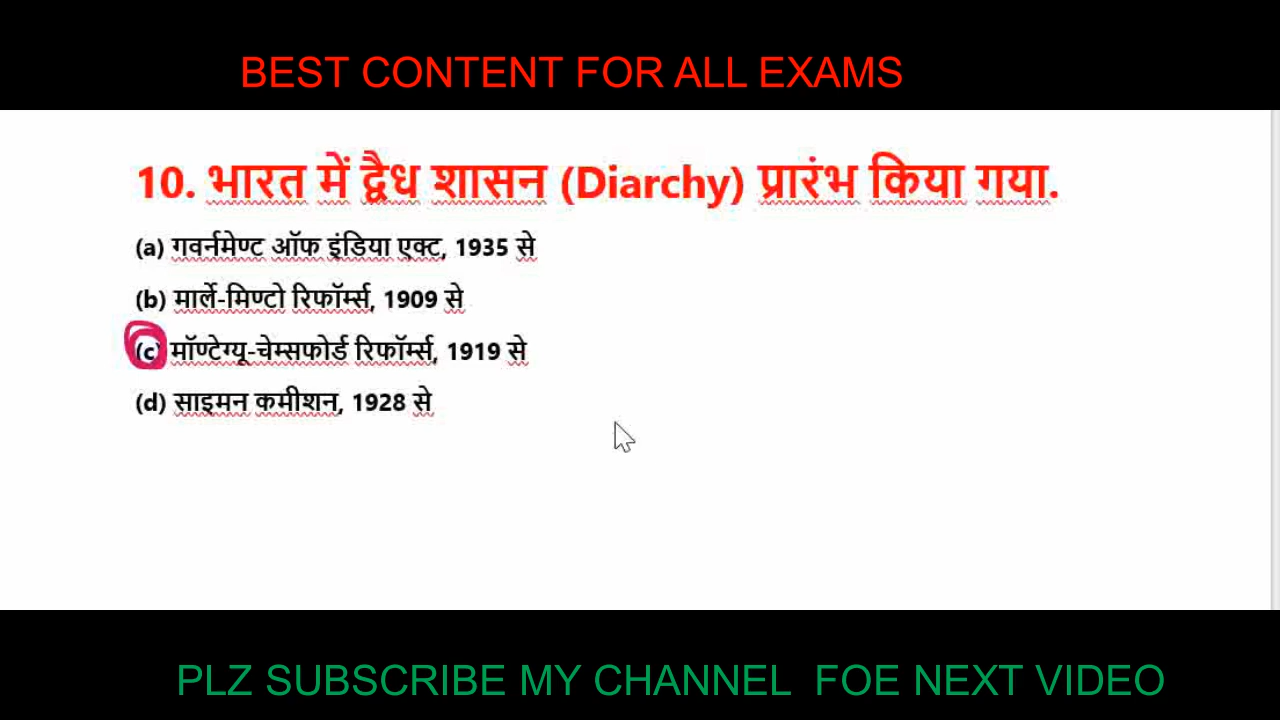 BEST CONTENT FOR ALL EXAMS
10. भारत में द्वैध शासन (Diarchy) प्रारंभ किया गया.
(a) गवर्नमेण्ट ऑफ इंडिया एक्ट, 1935 से
(b) मार्ले-मिण्टो रिफॉर्म्स, 1909 से
(c) मॉण्टेग्यू-चेम्सफोर्ड रिफॉर्म्स, 1919 से
(d) साइमन कमीशन, 1928 से
PLZ SUBSCRIBE MY CHANNEL FOE NEXT VIDEO